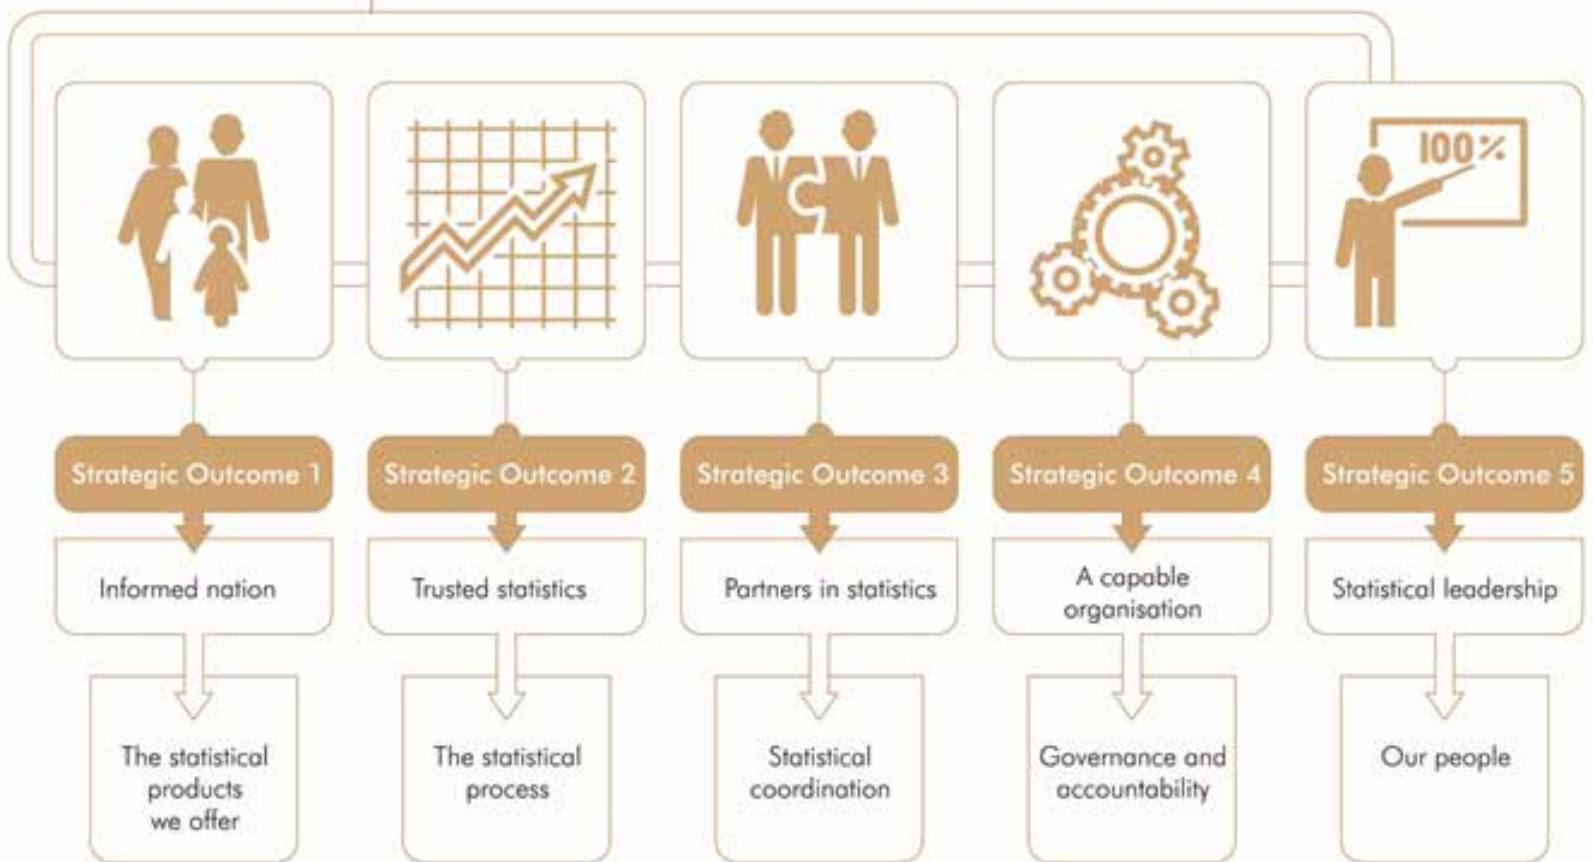 100%
Strategic Outcome 1
Strategic Outcome 2
Strategic Outcome 3
Strategic Outcome 4
Strategic Outcome 5
Informed nation
Trusted statistics
Partners in statistics
A capable
organisation
Statistical leadership
The statistical
products
we offer
The statistical
process
Statistical
coordination
Governance and
accountability
Our people